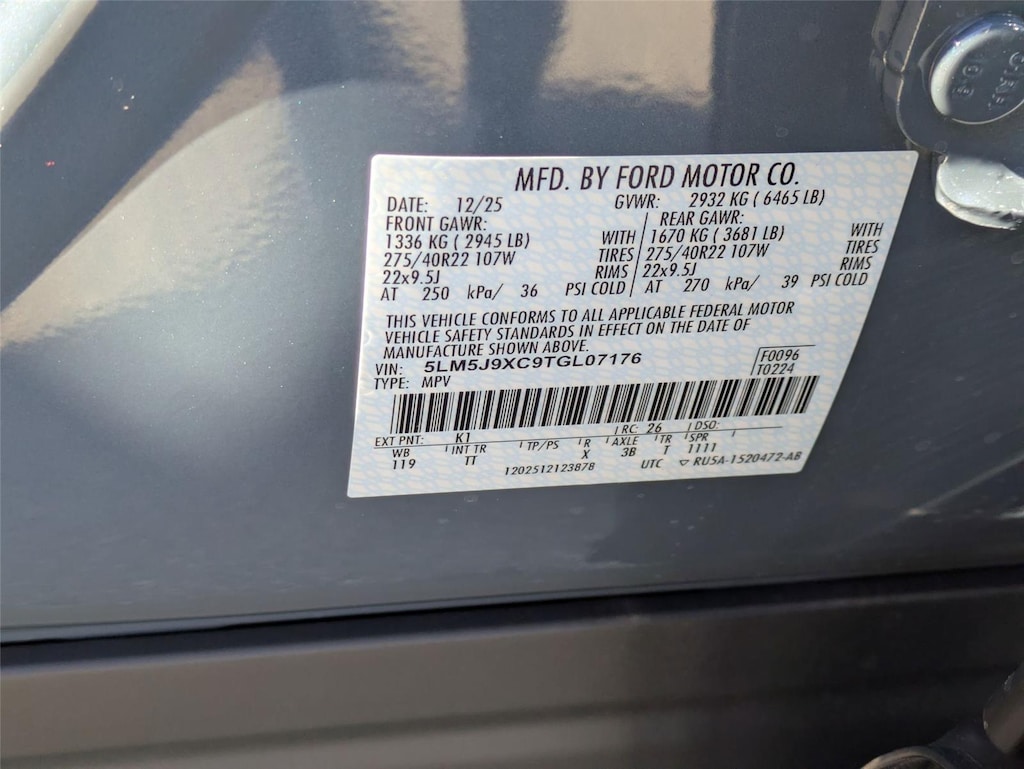 MFD. BY FORD MOTOR CO.
DATE: 12/25 GVWR: 2932 KG ( 6465 LB)
FRONT GAWR: REAR GAWR:
1336 KG ( 2945 LB) WITH 1670 KG ( 3681 LB) WITH
275/40R22 107W TIRES 275/40R22 107W TIRES
22x9.5J RIMS 22x9.5J RIMS
AT 250 kPa/ 36 PSI COLD AT 270 kPa/ 39 PSI COLD
THIS VEHICLE CONFORMS TO ALL APPLICABLE FEDERAL MOTOR
VEHICLE SAFETY STANDARDS IN EFFECT ON THE DATE OF
MANUFACTURE SHOWN ABOVE.
VIN: 5LM5J9XC9TGL07176 F0096
TYPE: MPV T0224
EXT PNT: K1 RC: 26 DSO:
WB INT TR TP/PS R AXLE TR SPR
119 TT X 3B T 1111
1202512123878 UTC ▽ RU5A-1520472-AB